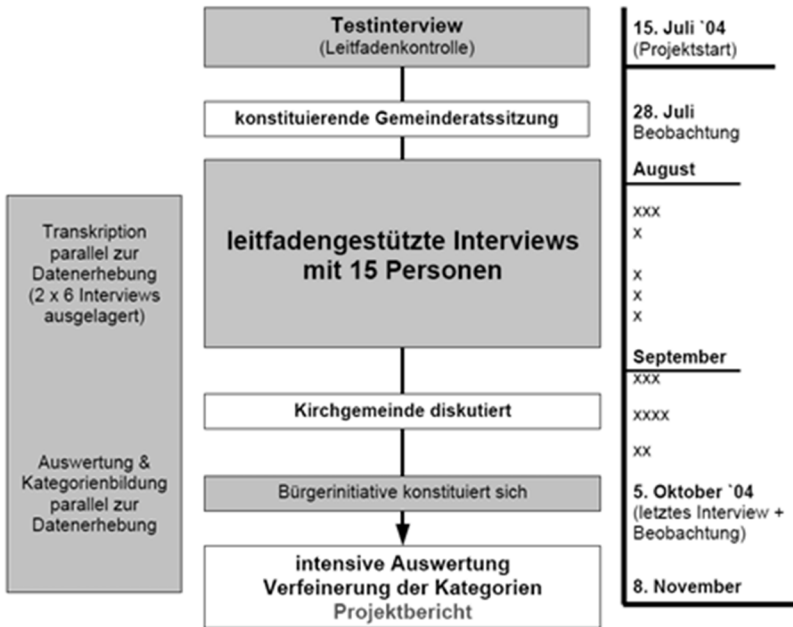 Testinterview
(Leitfadenkontrolle)
konstituierende Gemeinderatssitzung
leitfadengestützte Interviews
mit 15 Personen
Kirchgemeinde diskutiert
Bürgerinitiative konstituiert sich
intensive Auswertung
Verfeinerung der Kategorien
Projektbericht
Transkription
parallel zur
Datenerhebung
(2 x 6 Interviews
ausgelagert)
Auswertung &
Kategorienbildung
parallel zur
Datenerhebung
15. Juli `04
(Projektstart)
28. Juli
Beobachtung
August
xxx
x
x
x
x
September
xxx
xxxx
xx
5. Oktober `04
(letztes Interview +
Beobachtung)
8. November